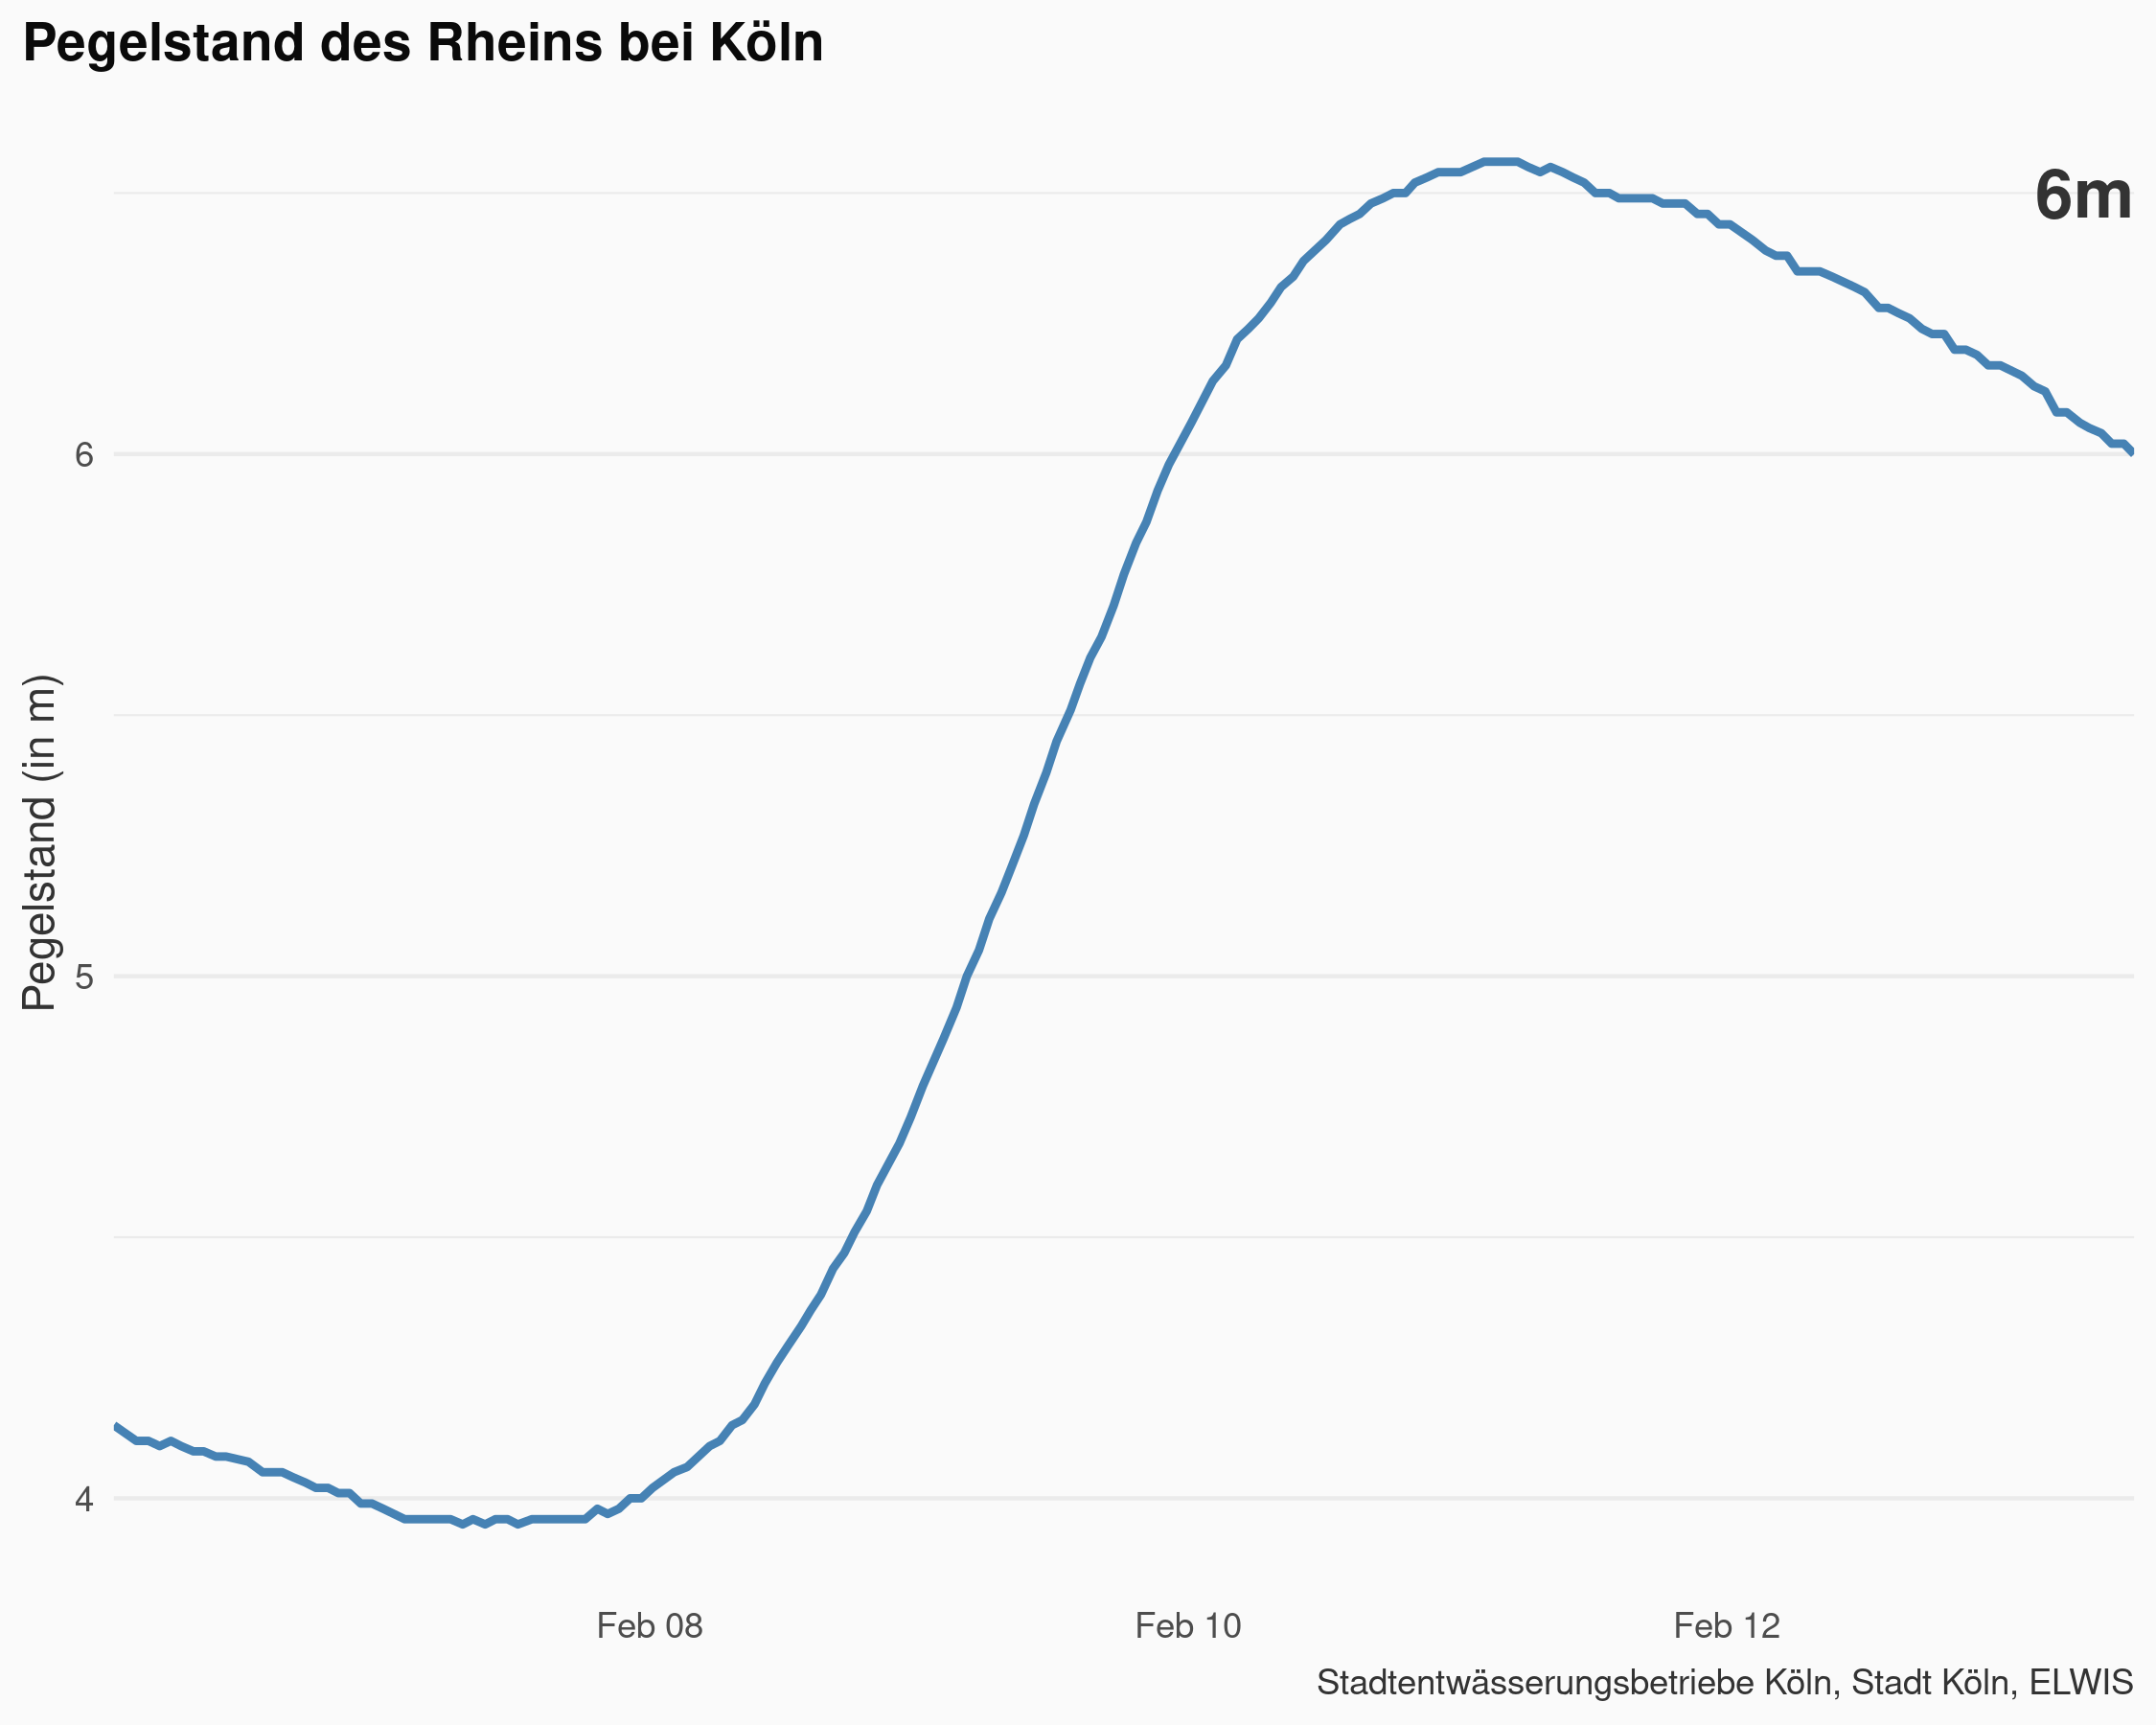 Pegelstand des Rheins bei Köln
6m
Pegelstand (in m)
6
5
4
Feb 08
Feb 10
Feb 12
Stadtentwässerungsbetriebe Köln, Stadt Köln, ELWIS